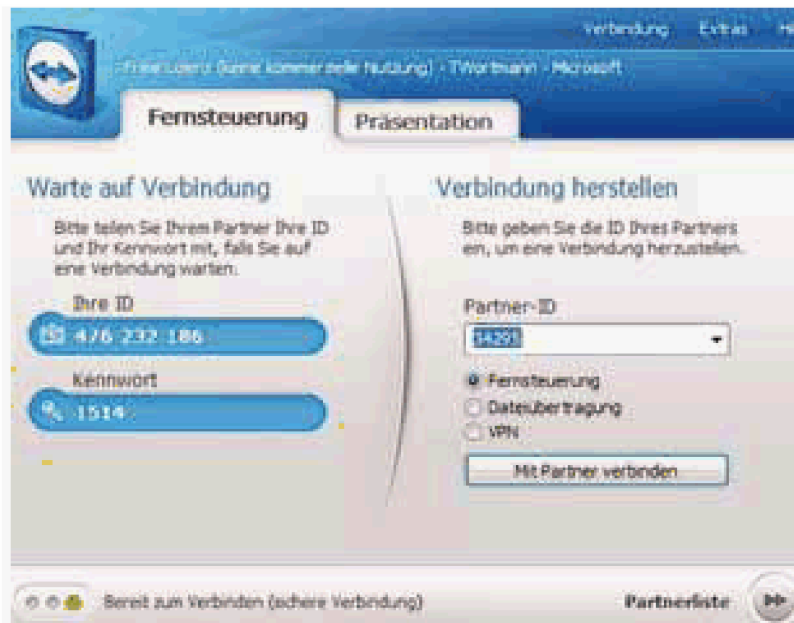 Verbindung Extras
Freie Lizenz (keine kommerzielle Nutzung) - TWortmann - Microsoft
Fernsteuerung
Präsentation
Warte auf Verbindung
Bitte teilen Sie Ihrem Partner Ihre ID
und Ihr Kennwort mit, falls Sie auf
eine Verbindung warten.
Ihre ID
476 232 186
Kennwort
1514
Verbindung herstellen
Bitte geben Sie die ID Ihres Partners
ein, um eine Verbindung herzustellen.
Partner-ID
54295
Fernsteuerung
Dateiübertragung
VPN
Mit Partner verbinden
Bereit zum Verbinden (sichere Verbindung)
Partnerliste